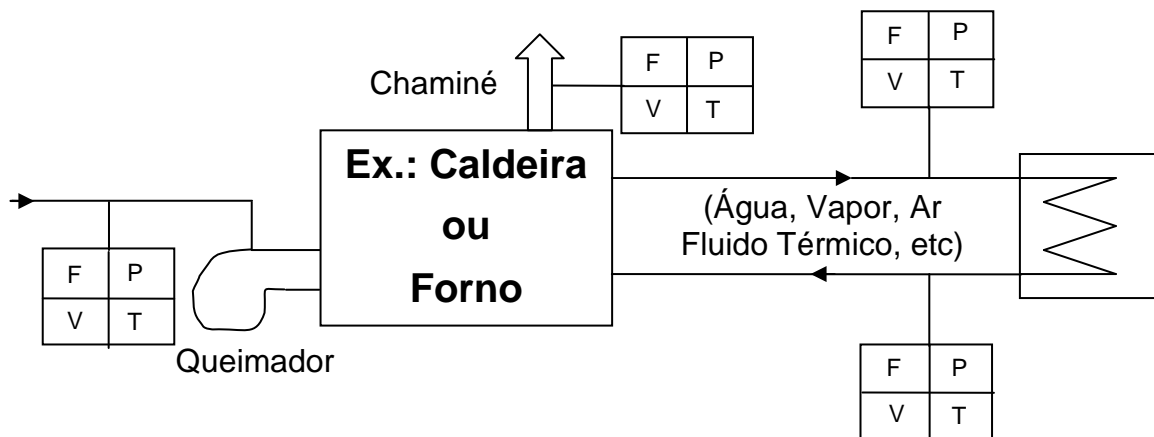 F P
V T
Chaminé
F P
V T
Ex.: Caldeira
ou
Forno
(Água, Vapor, Ar
Fluido Térmico, etc)
F P
V T
Queimador
F P
V T